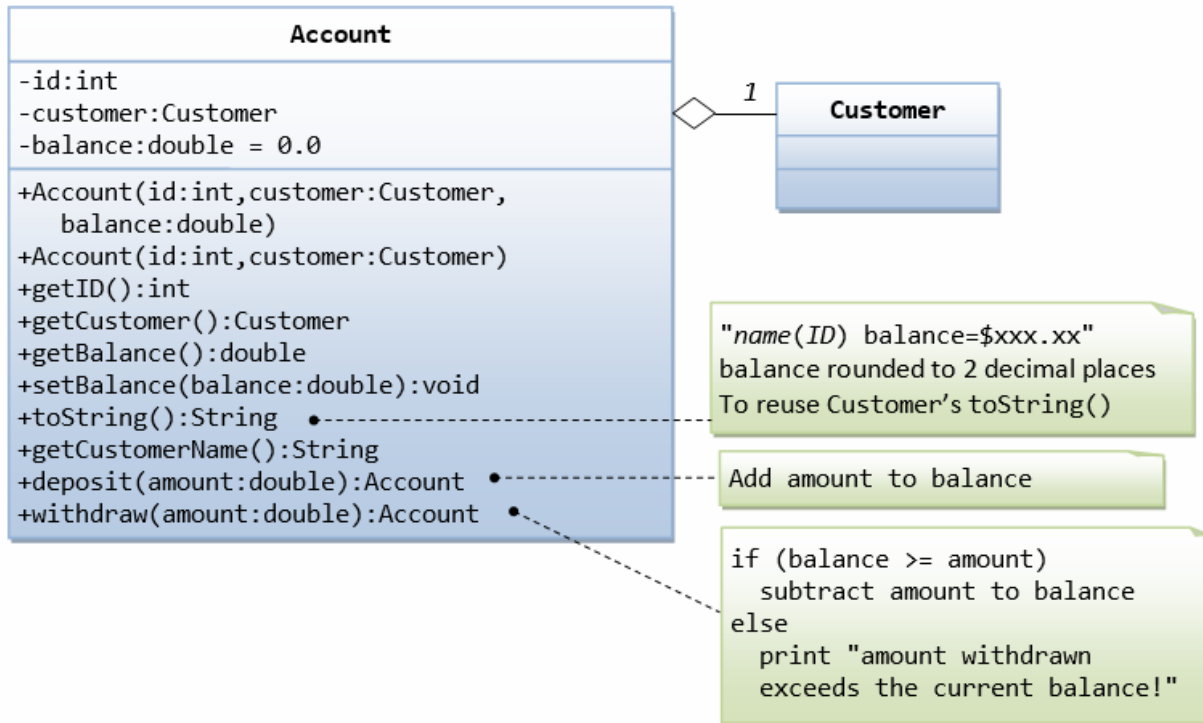 Account
-id:int
-customer:Customer
-balance:double = 0.0
+Account(id:int,customer:Customer,
balance:double)
+Account(id:int,customer:Customer)
+getID():int
+getCustomer():Customer
+getBalance():double
+setBalance(balance:double):void
+toString():String
+getCustomerName():String
+deposit(amount:double):Account
+withdraw(amount:double):Account
1
Customer
"name(ID) balance=$xxx.xx"
balance rounded to 2 decimal places
To reuse Customer’s toString()
Add amount to balance
if (balance >= amount)
subtract amount to balance
else
print "amount withdrawn
exceeds the current balance!"